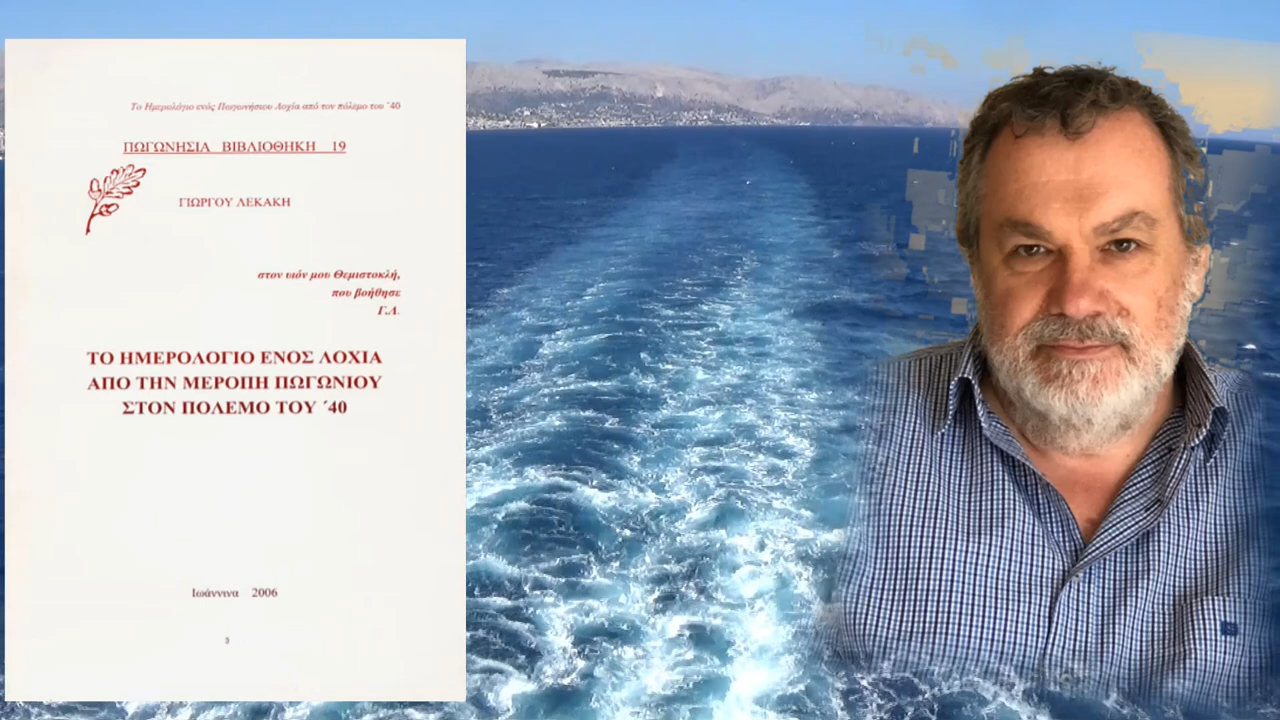 Το Ημερολόγιο ενός Πωγωνήσιου Λοχία από τον πόλεμο του ΄40
ΠΩΓΩΝΗΣΙΑ ΒΙΒΛΙΟΘΗΚΗ 19
ΓΙΩΡΓΟΥ ΛΕΚΑΚΗ
στον υιόν μου Θεμιστοκλή,
που βοήθησε
Γ.Λ.
ΤΟ ΗΜΕΡΟΛΟΓΙΟ ΕΝΟΣ ΛΟΧΙΑ
ΑΠΟ ΤΗΝ ΜΕΡΟΠΗ ΠΩΓΩΝΙΟΥ
ΣΤΟΝ ΠΟΛΕΜΟ ΤΟΥ ΄40
Ιωάννινα 2006
3